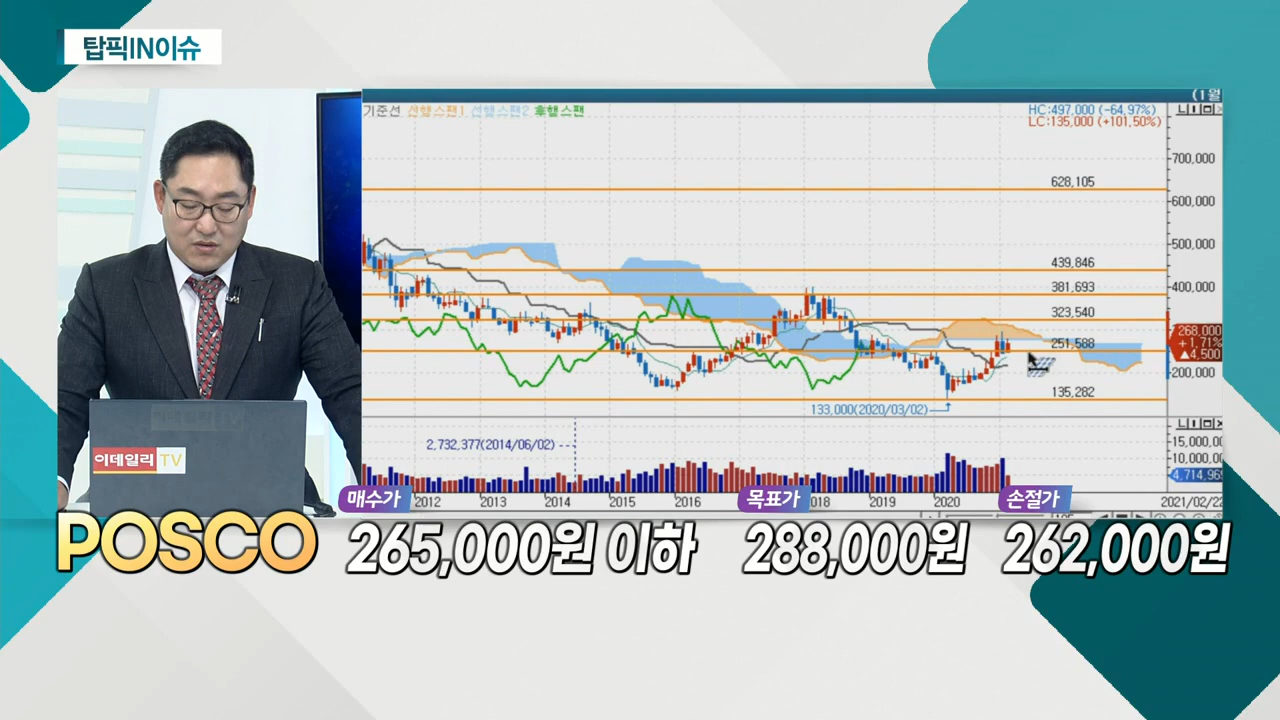 탑픽IN이슈
(1월
기준선 선행스팬1 선행스팬2 후행스팬
HC:497,000 (-64,97%)
LC:135,000 (+101,50%)
700,000
628,105
600,000
500,000
439,846
400,000
381,693
323,540
268,000
+1,71%
▲4,500
251,588
200,000
135,282
133,000(2020/03/02)
2,732,377(2014/06/02)
15,000,00
10,000,00
4,714,969
2012 2013 2014 2015 2016 2018 2019 2020 2021/02/22
이데일리 TV
매수가 목표가 손절가
POSCO 265,000원 이하 288,000원 262,000원